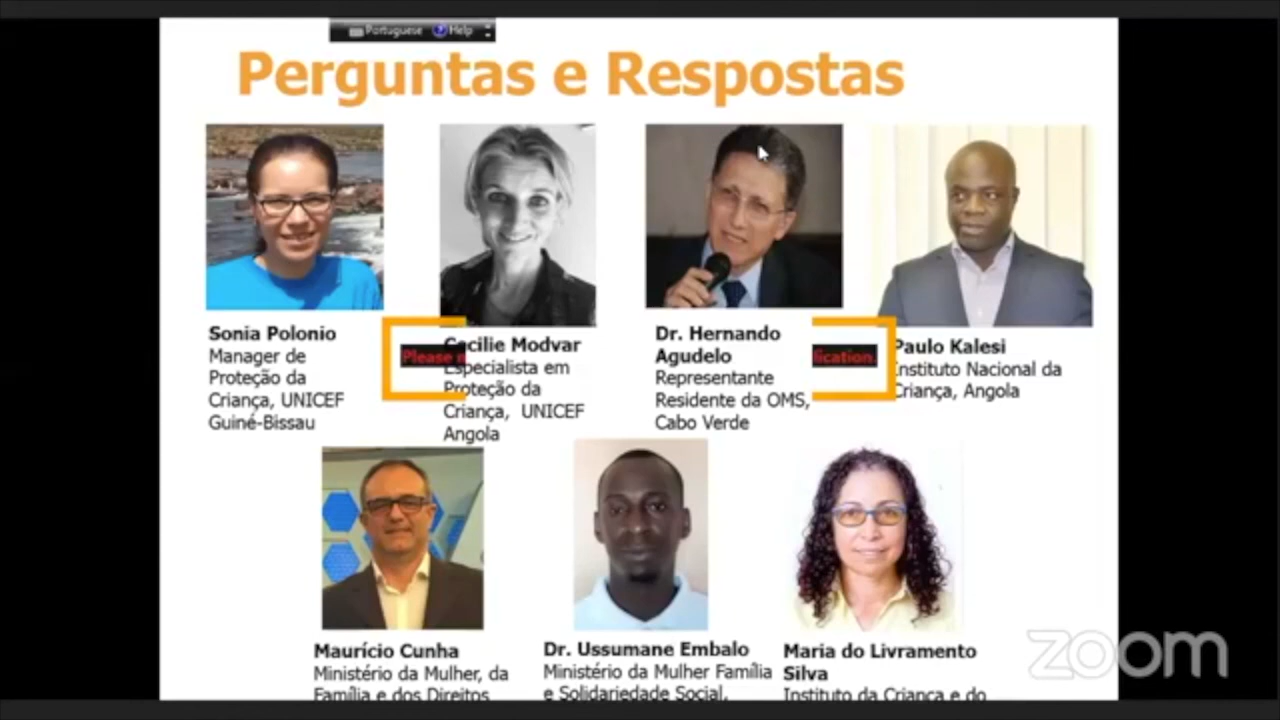 Portuguese Help
Perguntas e Respostas
Sonia Polonio
Manager de
Proteção da
Criança, UNICEF
Guiné-Bissau
Please
Cecilie Modvar
Especialista em
Proteção da
Criança, UNICEF
Angola
Dr. Hernando
Agudelo
Representante
Residente da OMS,
Cabo Verde
Paulo Kalesi
Instituto Nacional da
Criança, Angola
Maurício Cunha
Ministério da Mulher, da
Família e dos Direitos
Dr. Ussumane Embalo
Ministério da Mulher Família
e Solidariedade Social,
Maria do Livramento
Silva
Instituto da Criança e do
zoom